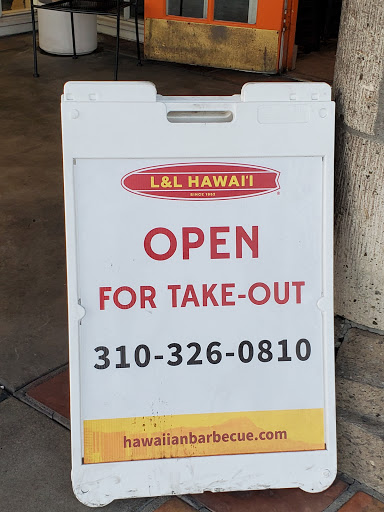 L&L HAWAI'I
SINCE 1952
OPEN
FOR TAKE-OUT
310-326-0810
hawaiianbarbecue.com